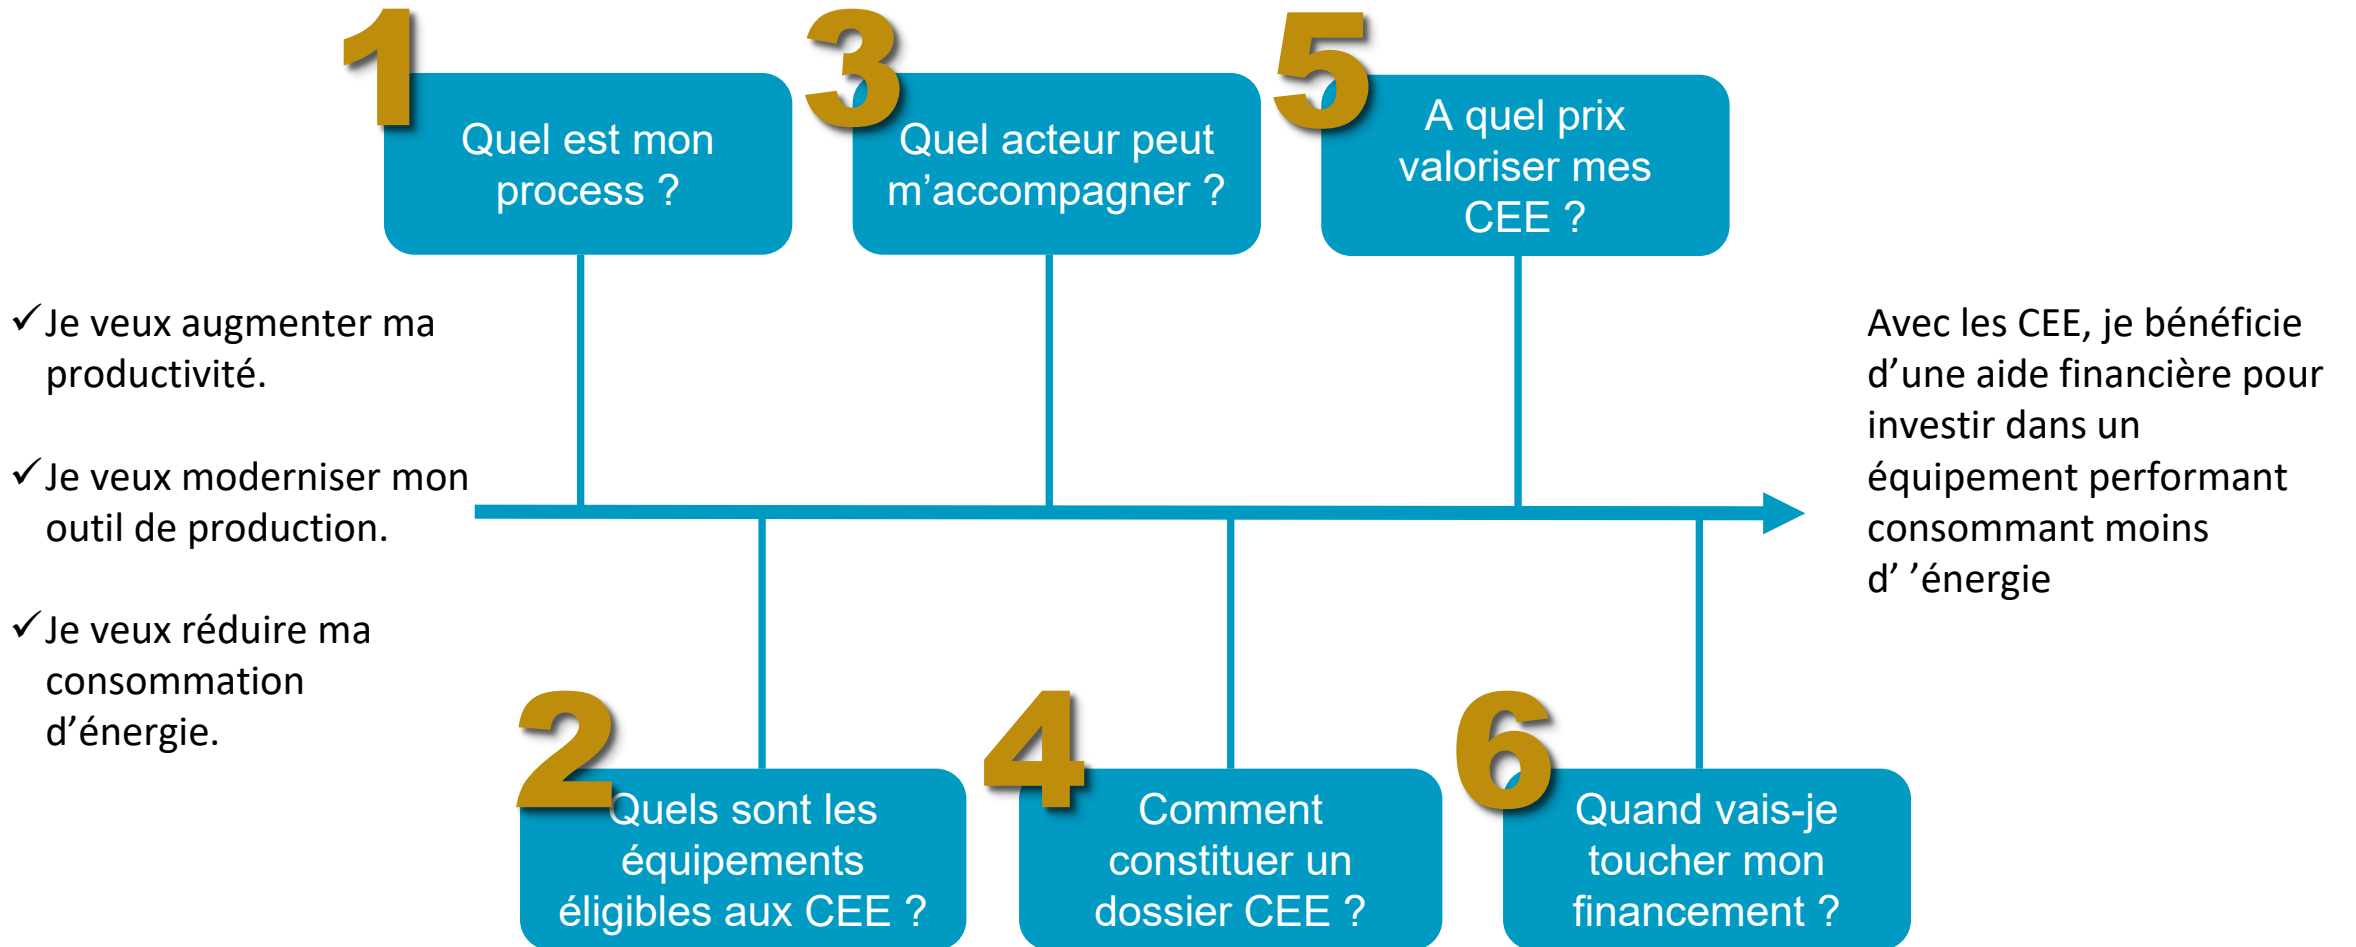 1
Quel est mon
process ?
3
Quel acteur peut
m’accompagner ?
5
A quel prix
valoriser mes
CEE ?
✓Je veux augmenter ma
productivité.
✓Je veux moderniser mon
outil de production.
✓Je veux réduire ma
consommation
d’énergie.
Avec les CEE, je bénéficie
d’une aide financière pour
investir dans un
équipement performant
consommant moins
d’ ’énergie
2
Quels sont les
équipements
éligibles aux CEE ?
4
Comment
constituer un
dossier CEE ?
6
Quand vais-je
toucher mon
financement ?